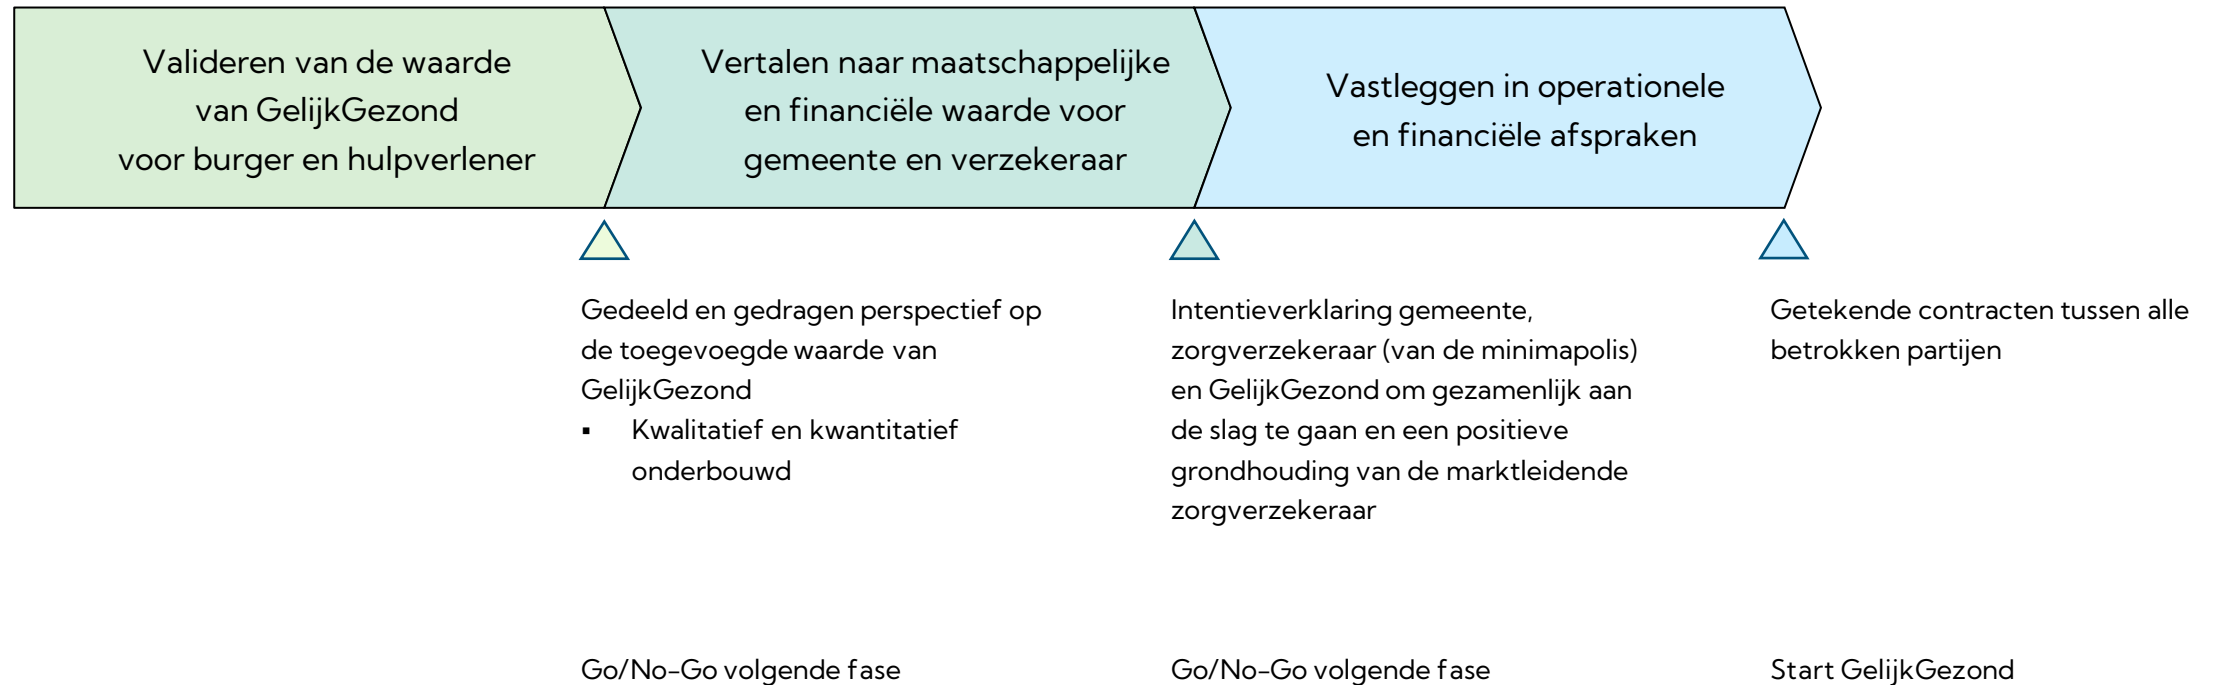 Valideren van de waarde
van GelijkGezond
voor burger en hulpverlener
Vertalen naar maatschappelijke
en financiële waarde voor
gemeente en verzekeraar
Vastleggen in operationele
en financiële afspraken
Gedeeld en gedragen perspectief op
de toegevoegde waarde van
GelijkGezond
▪ Kwalitatief en kwantitatief
onderbouwd
Intentieverklaring gemeente,
zorgverzekeraar (van de minimapolis)
en GelijkGezond om gezamenlijk aan
de slag te gaan en een positieve
grondhouding van de marktleidende
zorgverzekeraar
Getekende contracten tussen alle
betrokken partijen
Go/No-Go volgende fase
Go/No-Go volgende fase
Start GelijkGezond